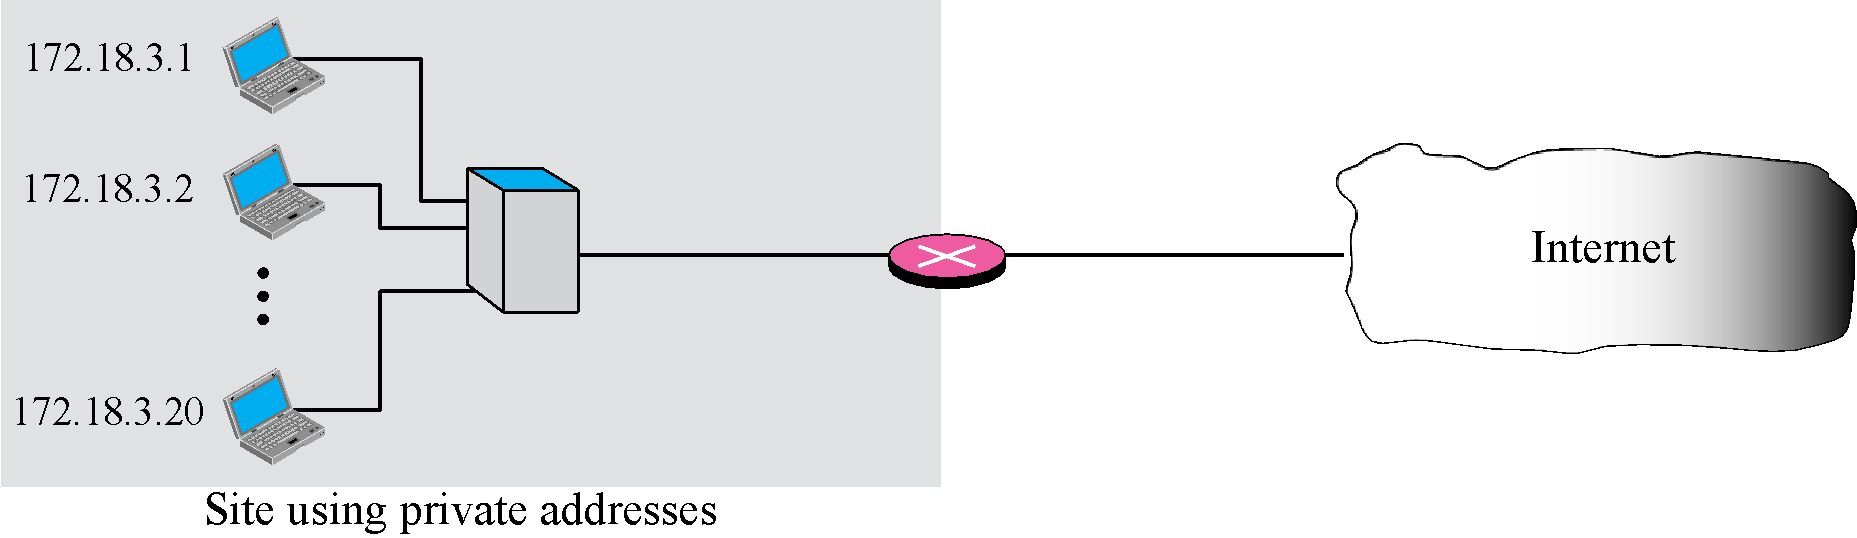 172.18.3.1
172.18.3.2
172.18.3.20
Internet
Site using private addresses